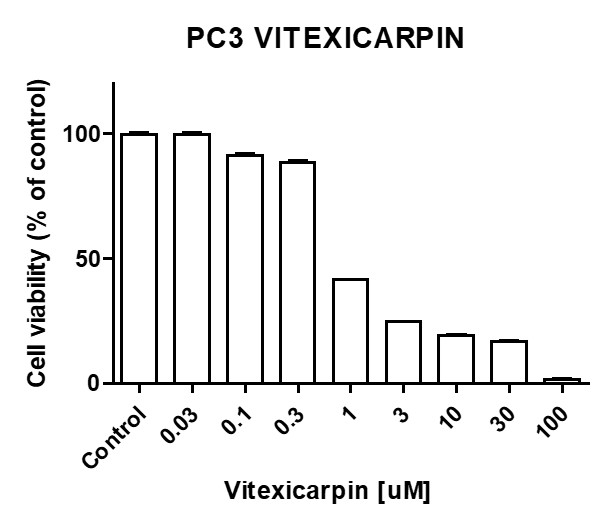 PC3 VITEXICARPIN
Cell viability (% of control)
100
50
0
Control
0.03
0.1
0.3
1
3
10
30
100
Vitexicarpin [uM]